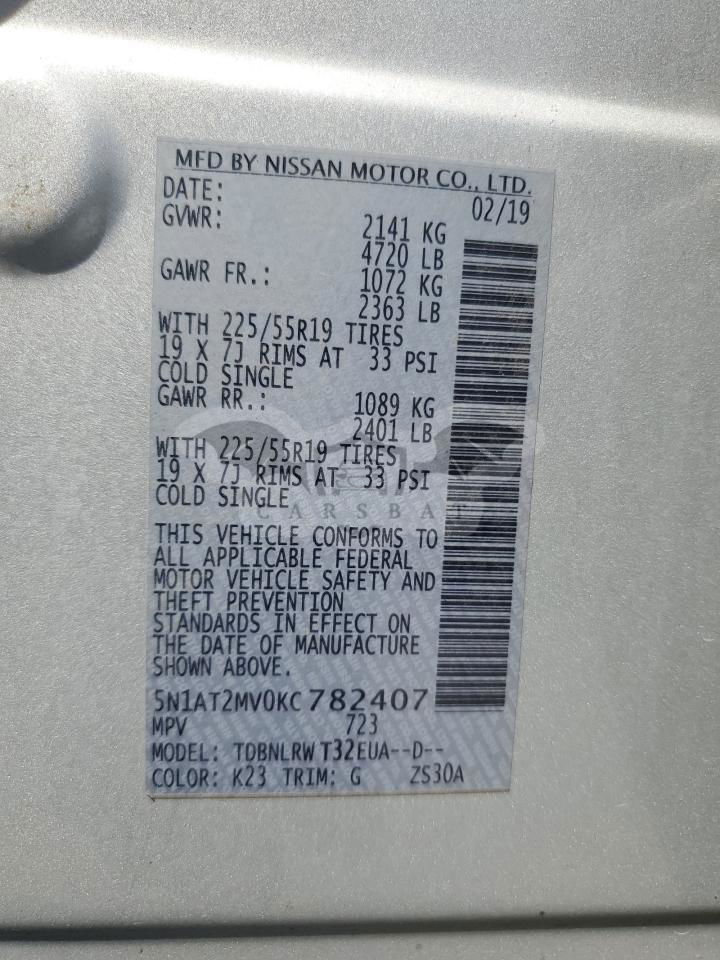 MFD BY NISSAN MOTOR CO., LTD.
DATE: 02/19
GVWR: 2141 KG
4720 LB
GAWR FR.: 1072 KG
2363 LB
WITH 225/55R19 TIRES
19 X 7J RIMS AT 33 PSI
COLD SINGLE
GAWR RR.: 1089 KG
2401 LB
WITH 225/55R19 TIRES
19 X 7J RIMS AT 33 PSI
COLD SINGLE
CARSBAT
THIS VEHICLE CONFORMS TO
ALL APPLICABLE FEDERAL
MOTOR VEHICLE SAFETY AND
THEFT PREVENTION
STANDARDS IN EFFECT ON
THE DATE OF MANUFACTURE
SHOWN ABOVE.
5N1AT2MV0KC782407
MPV 723
MODEL: TDBNLRW T32EUA--D--
COLOR: K23 TRIM: G ZS30A